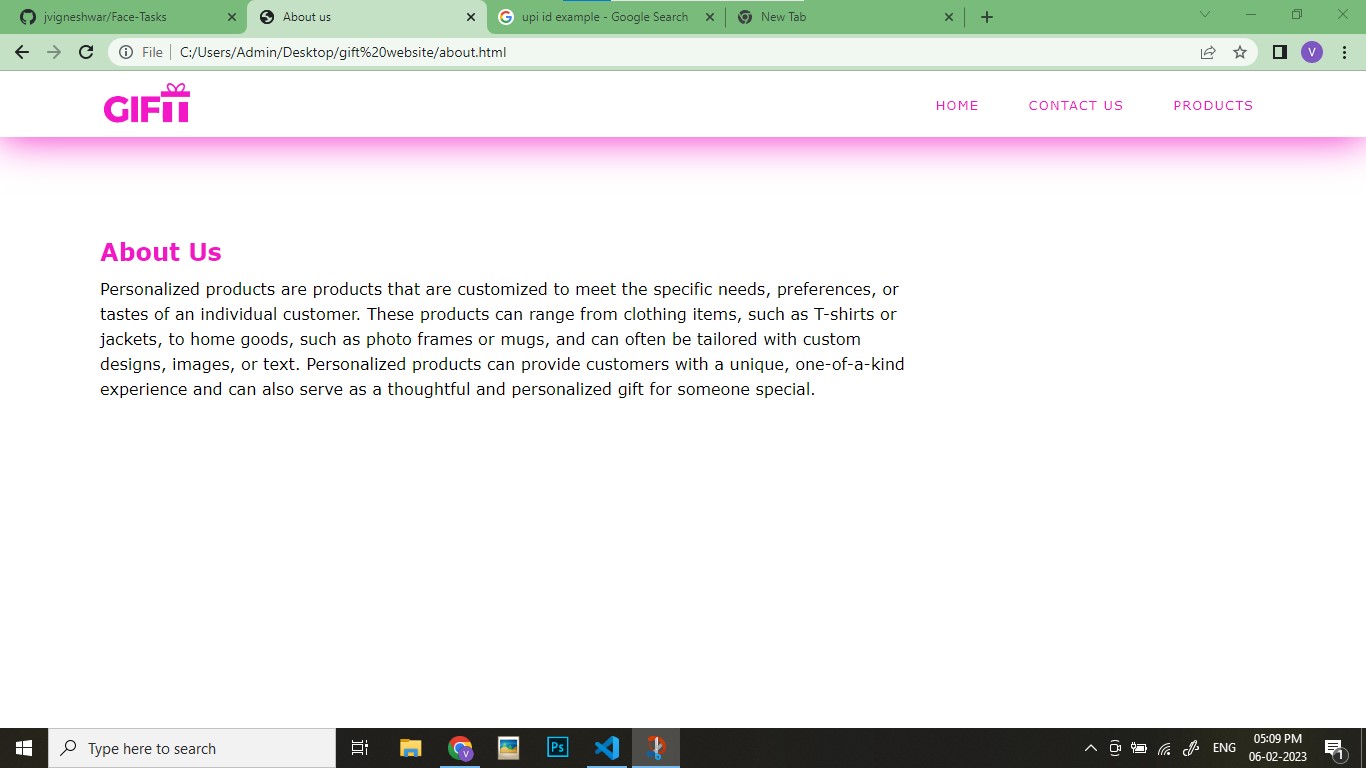 jvigneshwar/Face-Tasks
About us
upi id example - Google Search
New Tab
File
C:/Users/Admin/Desktop/gift%20website/about.html
V
GIFTT
HOME
CONTACT US
PRODUCTS
About Us
Personalized products are products that are customized to meet the specific needs, preferences, or
tastes of an individual customer. These products can range from clothing items, such as T-shirts or
jackets, to home goods, such as photo frames or mugs, and can often be tailored with custom
designs, images, or text. Personalized products can provide customers with a unique, one-of-a-kind
experience and can also serve as a thoughtful and personalized gift for someone special.
Type here to search
V
Ps
ENG
05:09 PM
06-02-2023
1